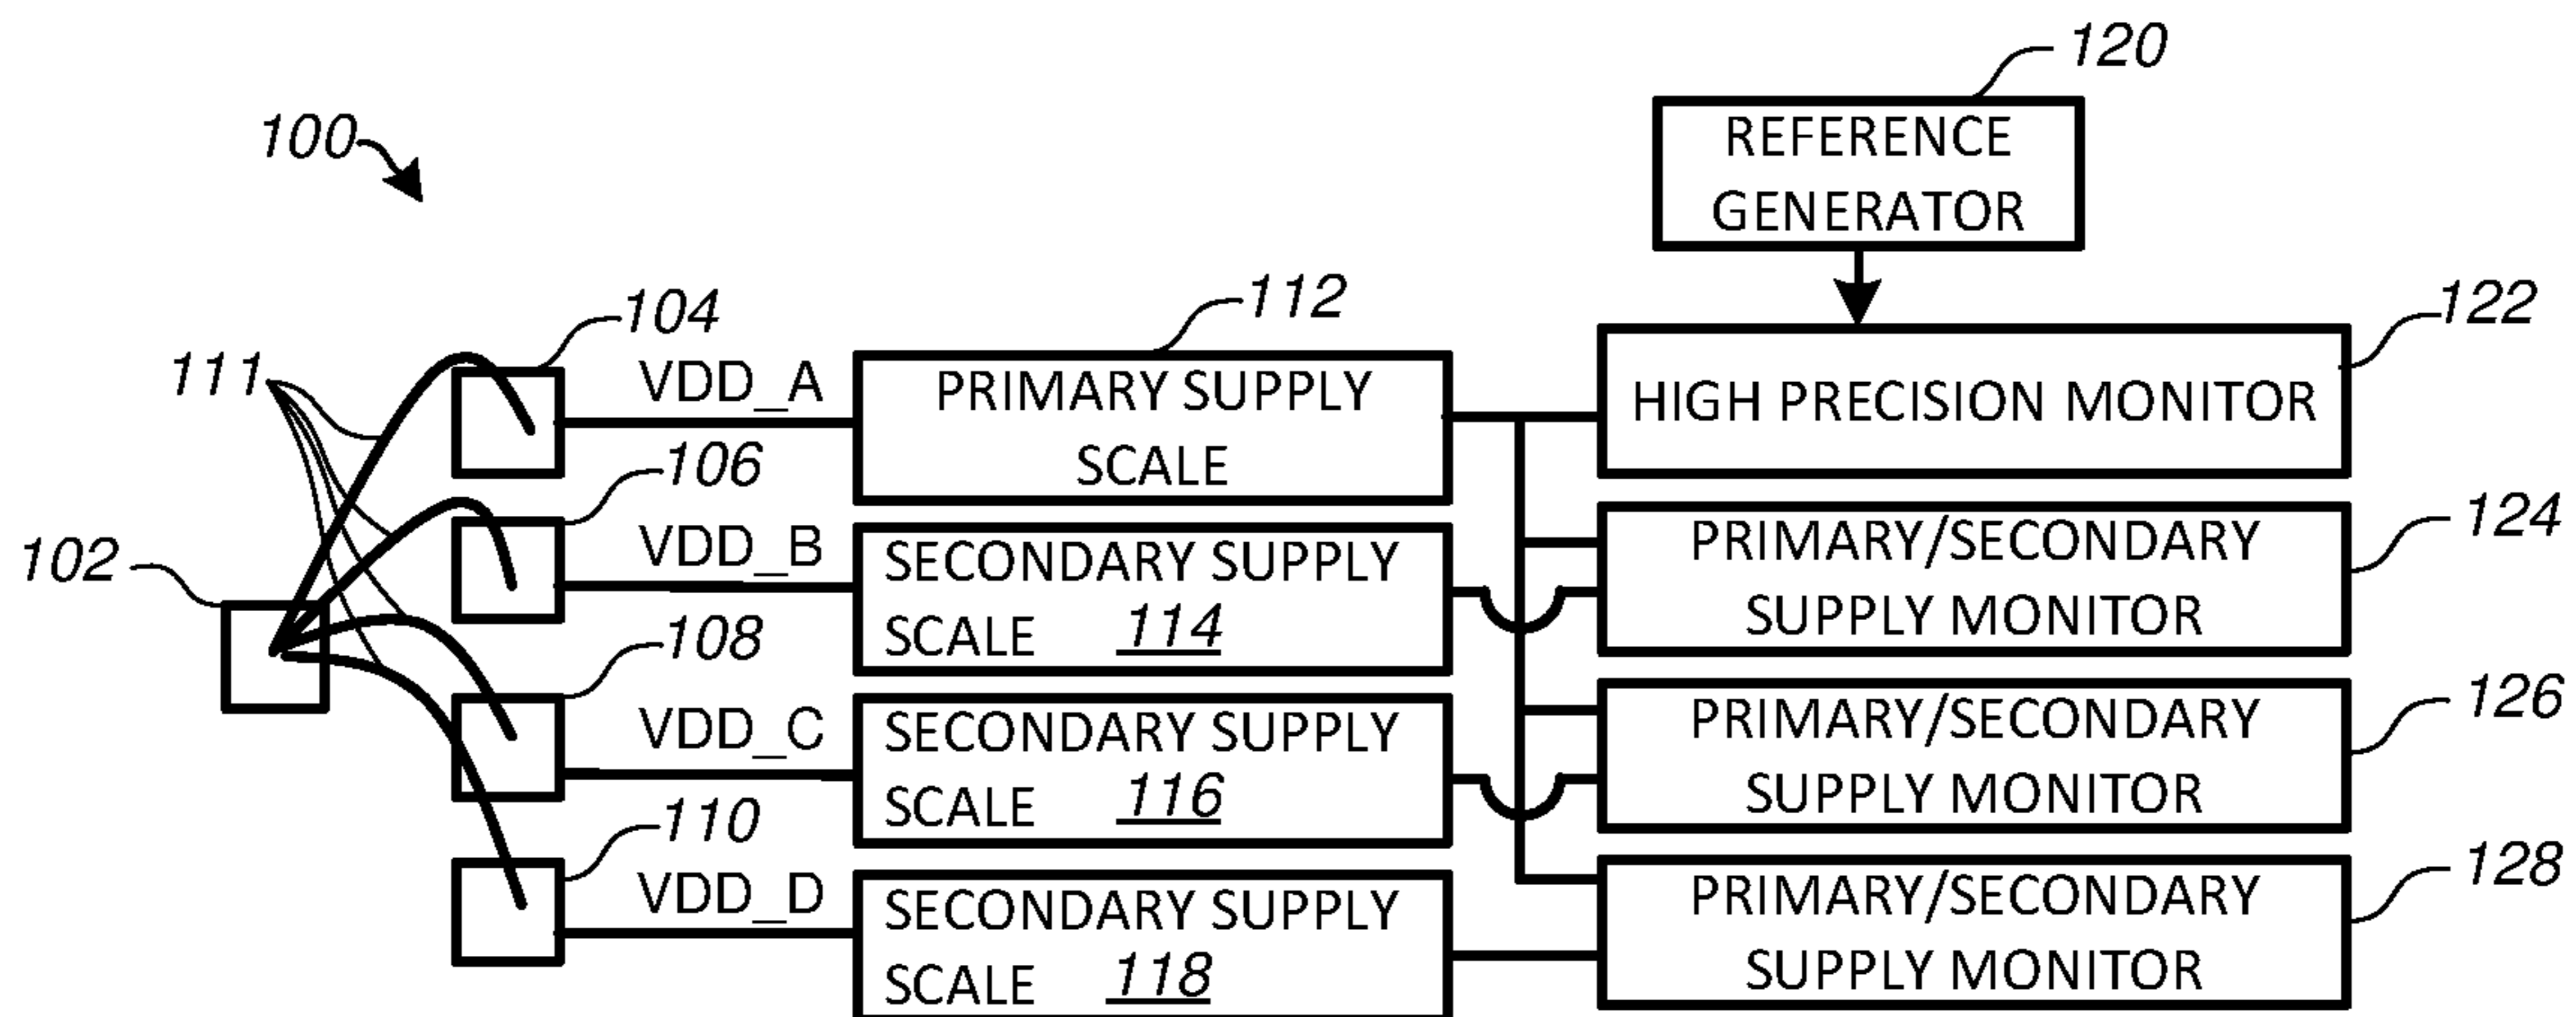 120
REFERENCE
GENERATOR
100
122
HIGH PRECISION MONITOR
104
112
111
VDD_A
PRIMARY SUPPLY
SCALE
106
VDD_B
SECONDARY SUPPLY
SCALE 114
124
PRIMARY/SECONDARY
SUPPLY MONITOR
102
108
VDD_C
SECONDARY SUPPLY
SCALE 116
126
PRIMARY/SECONDARY
SUPPLY MONITOR
110
VDD_D
SECONDARY SUPPLY
SCALE 118
128
PRIMARY/SECONDARY
SUPPLY MONITOR